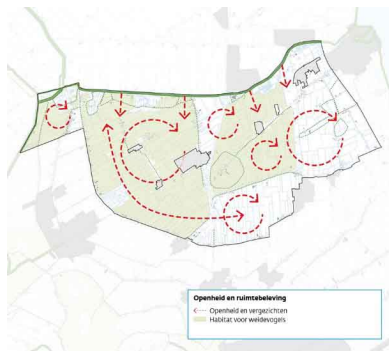 Openheid en ruimtebeleving
Openheid en vergezichten
Habitat voor weidevogels